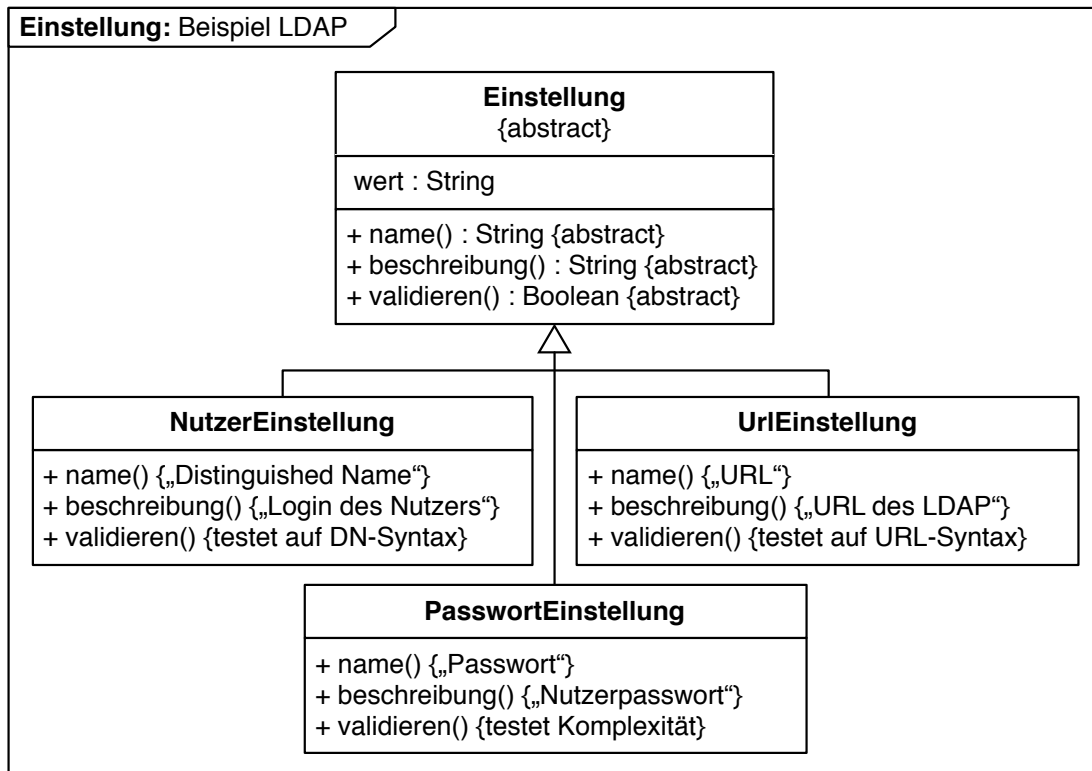 Einstellung: Beispiel LDAP
Einstellung
{abstract}
wert : String
+ name() : String {abstract}
+ beschreibung() : String {abstract}
+ validieren() : Boolean {abstract}
NutzerEinstellung
+ name() {„Distinguished Name“}
+ beschreibung() {„Login des Nutzers“}
+ validieren() {testet auf DN-Syntax}
UrlEinstellung
+ name() {„URL“}
+ beschreibung() {„URL des LDAP“}
+ validieren() {testet auf URL-Syntax}
PasswortEinstellung
+ name() {„Passwort“}
+ beschreibung() {„Nutzerpasswort“}
+ validieren() {testet Komplexität}